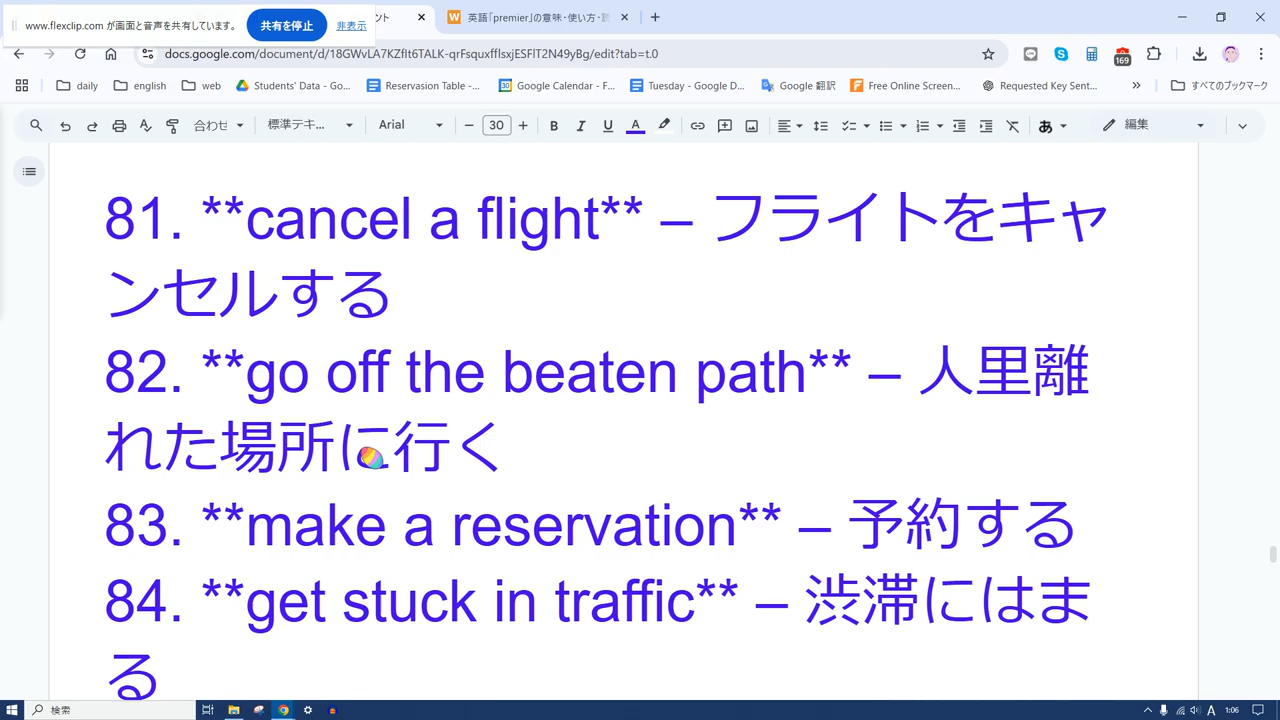 www.flexclip.com が画面と音声を共有しています。 共有を停止 非表示
英語「premier」の意味・使い方・
docs.google.com/document/d/18GWvLA7KZflt6TALK-qrFsquxfflsxjESFIT2N49yBg/edit?tab=t.0
169
daily english web Students' Data - Go... Reservation Table -... Google Calendar - F... Tuesday - Google D... Google 翻訳 Free Online Screen... Requested Key Sent... » すべてのブックマーク
合わせ 標準テキ... Arial 30 B I U A あ 編集
81. **cancel a flight** – フライトをキャ
ンセルする
82. **go off the beaten path** – 人里離
れた場所に行く
83. **make a reservation** – 予約する
84. **get stuck in traffic** – 渋滞にはま
る
検索 A 1:06